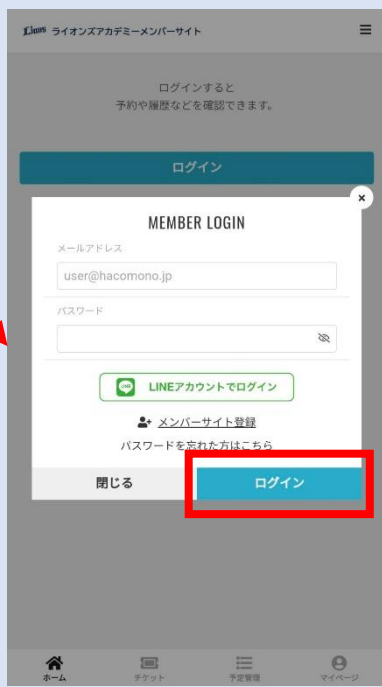 Lions ライオンズアカデミーメンバーサイト
ログインすると
予約や履歴などを確認できます。
ログイン
×
MEMBER LOGIN
メールアドレス
user@hacomono.jp
パスワード
LINE LINEアカウントでログイン
メンバーサイト登録
パスワードを忘れた方はこちら
閉じる ログイン
ホーム チケット 予定管理 マイページ